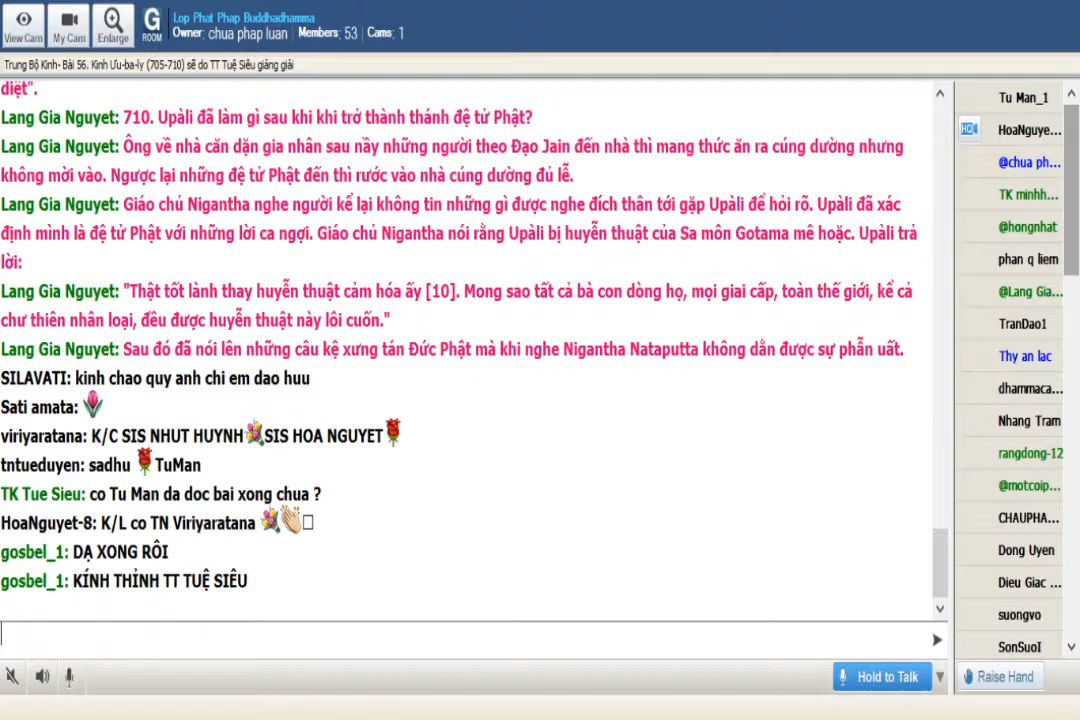 View Cam
My Cam
Enlarge
G
ROOM
Lop Phat Phap Buddhadhamma
Owner: chua phap luan | Members: 53 | Cams: 1
Trung Bộ Kinh- Bài 56. Kinh Ưu-ba-ly (705-710) sẽ do TT Tuệ Siêu giảng giải
diệt".
Lang Gia Nguyet: 710. Upàli đã làm gì sau khi khi trở thành thánh đệ tử Phật?
Lang Gia Nguyet: Ông về nhà căn dặn gia nhân sau nầy những người theo Đạo Jain đến nhà thì mang thức ăn ra cúng dường nhưng
không mời vào. Ngược lại những đệ tử Phật đến thì rước vào nhà cúng dường đủ lễ.
Lang Gia Nguyet: Giáo chủ Nigantha nghe người kể lại không tin những gì được nghe đích thân tới gặp Upàli để hỏi rõ. Upàli đã xác
định mình là đệ tử Phật với những lời ca ngợi. Giáo chủ Nigantha nói rằng Upàli bị huyễn thuật của Sa môn Gotama mê hoặc. Upàli trả
lời:
Lang Gia Nguyet: "Thật tốt lành thay huyễn thuật cảm hóa ấy [10]. Mong sao tất cả bà con dòng họ, mọi giai cấp, toàn thế giới, kể cả
chư thiên nhân loại, đều được huyễn thuật này lôi cuốn."
Lang Gia Nguyet: Sau đó đã nói lên những câu kệ xưng tán Đức Phật mà khi nghe Nigantha Nataputta không dằn được sự phẫn uất.
SILAVATI: kinh chao quy anh chi em dao huu
Sati amata:
viriyaratana: K/C SIS NHUT HUYNH SIS HOA NGUYET
tntueduyen: sadhu TuMan
TK Tue Sieu: co Tu Man da doc bai xong chua ?
HoaNguyet-8: K/L co TN Viriyaratana
gosbel_1: DẠ XONG RỒI
gosbel_1: KÍNH THỈNH TT TUỆ SIÊU
Hold to Talk
Tu Man_1
HoaNguye...
@chua ph...
TK minhh...
@hongnhat
phan q liem
@Lang Gia...
TranDao1
Thy an lac
dhammaca...
Nhang Tram
rangdong-12
@motcoip...
CHAUPHA...
Dong Uyen
Dieu Giac ...
suongvo
SonSuoI
Raise Hand